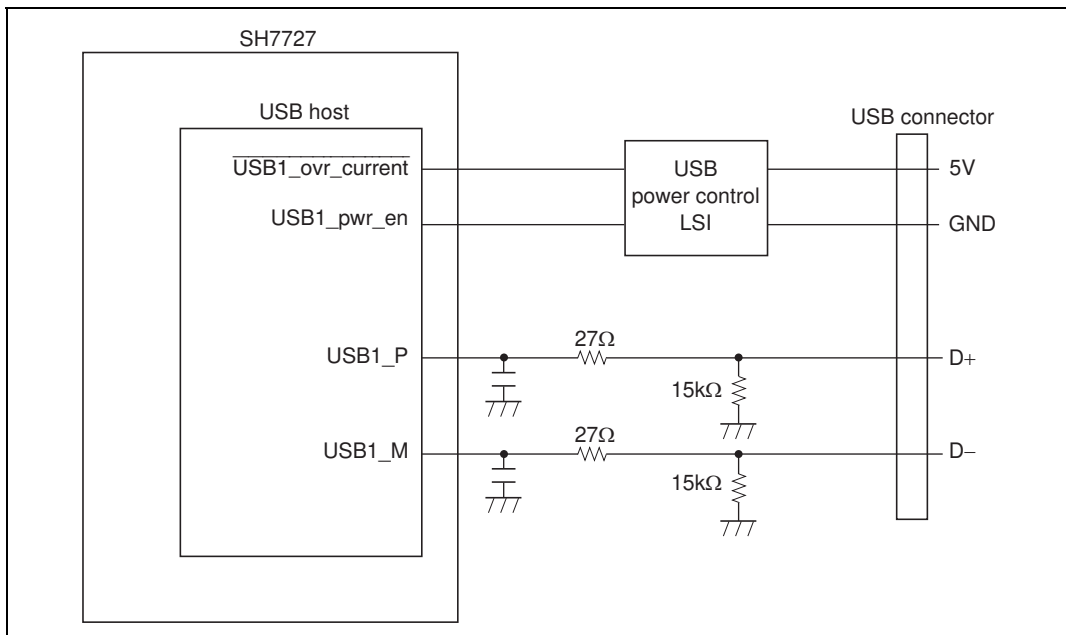 SH7727
USB host
USB connector
USB1_ovr_current
USB
power control
LSI
5V
USB1_pwr_en
GND
USB1_P
27Ω
D+
15kΩ
USB1_M
27Ω
D−
15kΩ